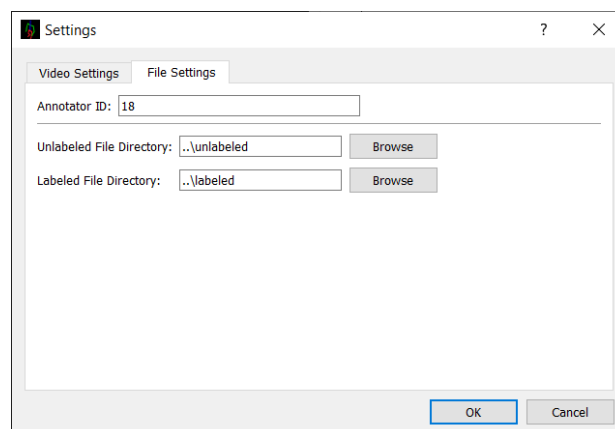 Settings
Video Settings File Settings
Annotator ID: 18
Unlabeled File Directory: ..\unlabeled Browse
Labeled File Directory: ..\labeled Browse
OK Cancel